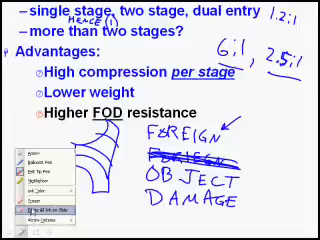 -single stage, two stage, dual entry 1.2:1
HENCE (1)
-more than two stages?
6:1, 2.5:1
Advantages:
High compression per stage
Lower weight
Higher FOD resistance
FOREIGN
FOREIGN
OBJECT
DAMAGE
Arrow
Ballpoint Pen
Felt Tip Pen
Highlighter
Ink Color
Eraser
Erase All Ink on Slide
Arrow Options